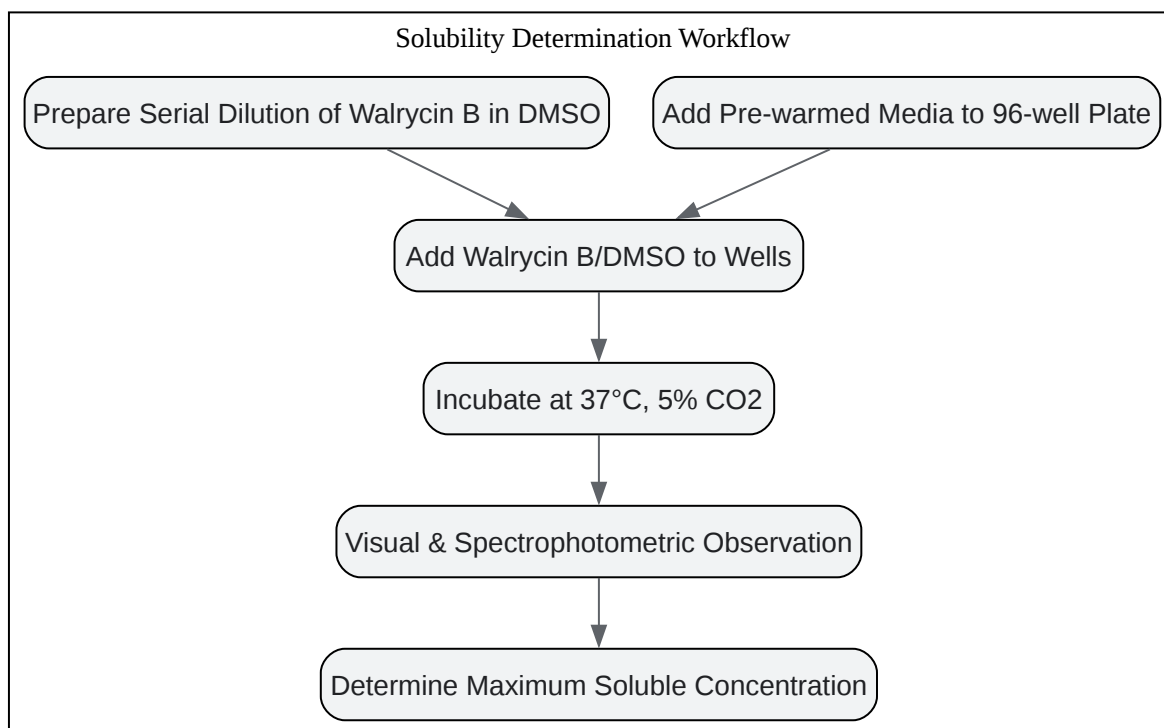 Solubility Determination Workflow
Prepare Serial Dilution of Walrycin B in DMSO
Add Pre-warmed Media to 96-well Plate
Add Walrycin B/DMSO to Wells
Incubate at 37°C, 5% CO2
Visual & Spectrophotometric Observation
Determine Maximum Soluble Concentration